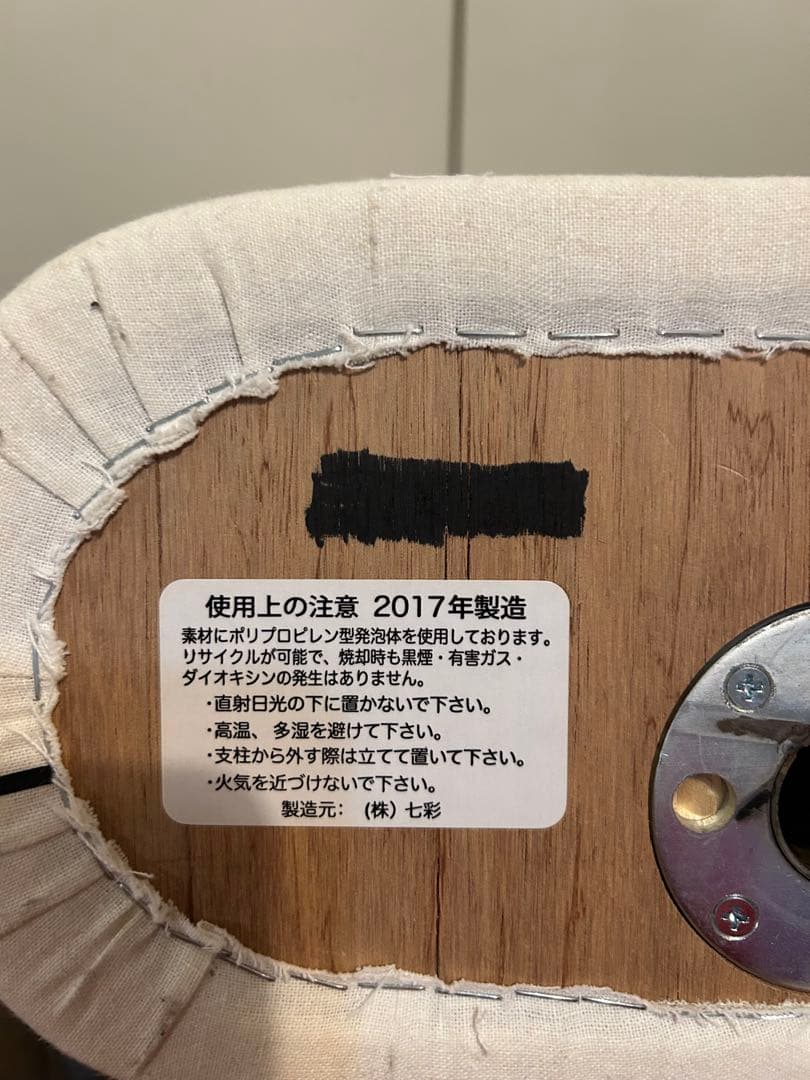 使用上の注意 2017年製造
素材にポリプロピレン型発泡体を使用しております。
リサイクルが可能で、焼却時も黒煙・有害ガス・
ダイオキシンの発生はありません。
・直射日光の下に置かないで下さい。
・高温、多湿を避けて下さい。
・支柱から外す際は立てて置いて下さい。
・火気を近づけないで下さい。
製造元： (株) 七彩